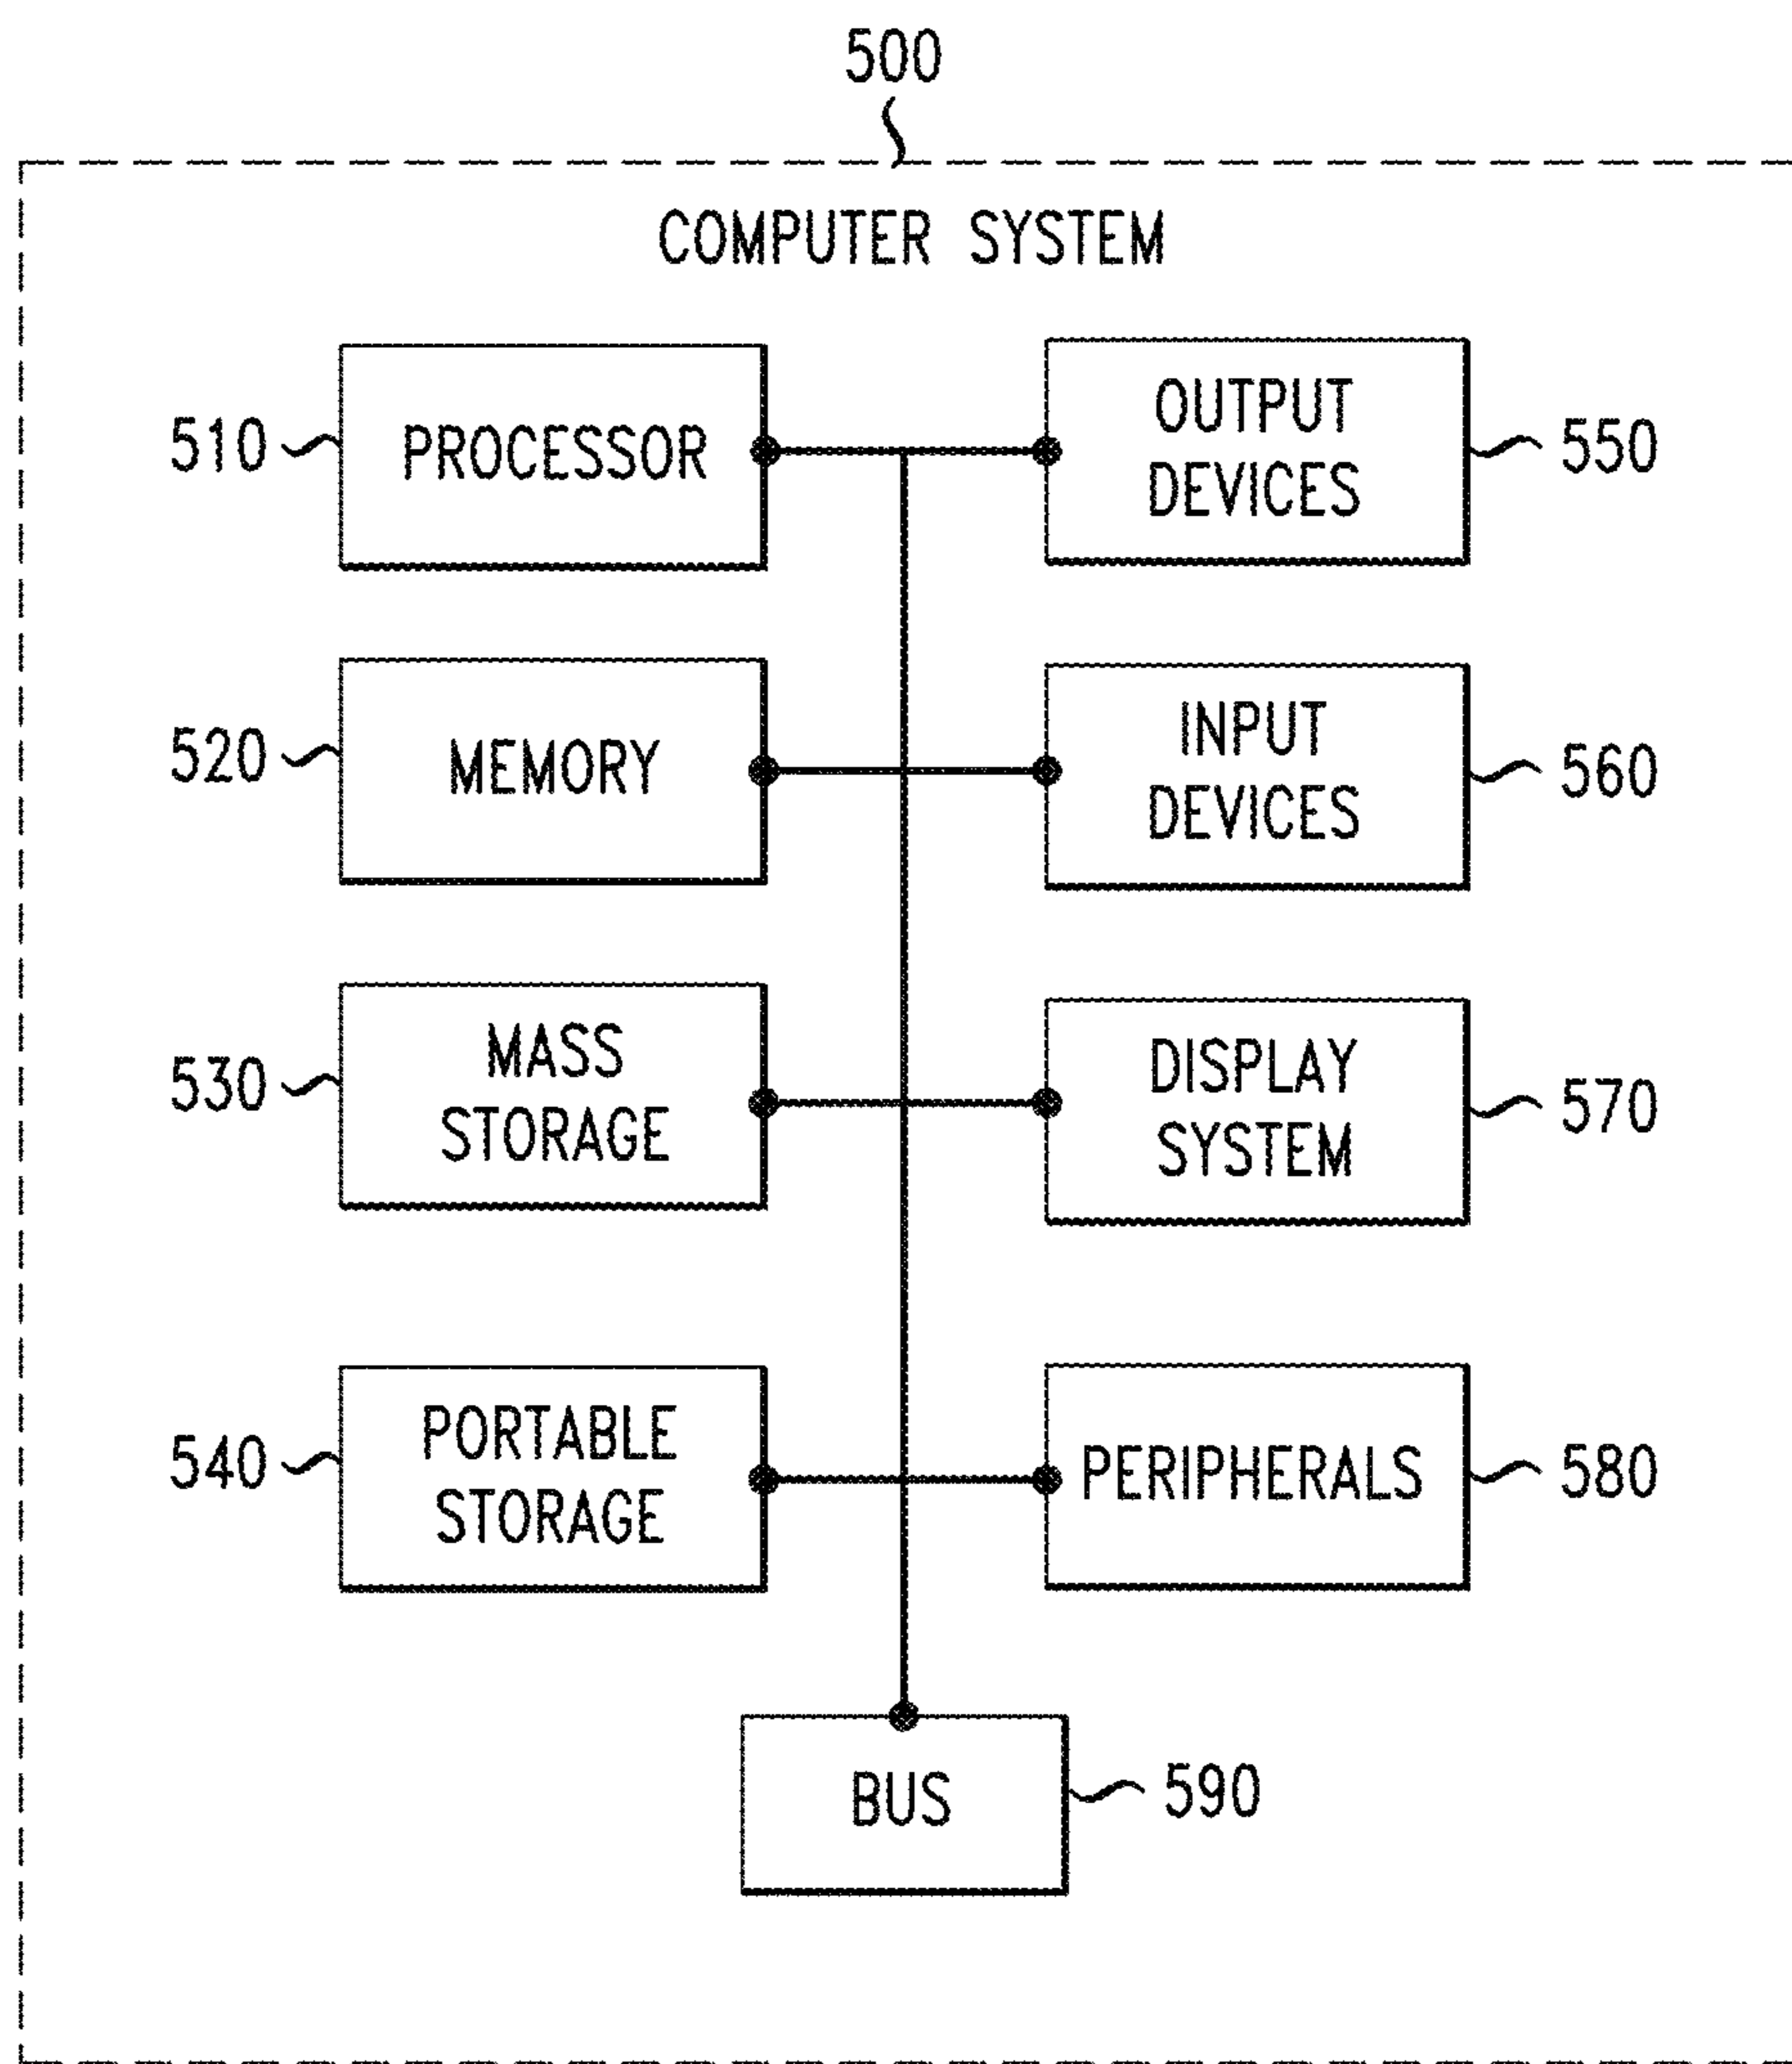 500
COMPUTER SYSTEM
510
PROCESSOR
OUTPUT
DEVICES
550
520
MEMORY
INPUT
DEVICES
560
530
MASS
STORAGE
DISPLAY
SYSTEM
570
540
PORTABLE
STORAGE
PERIPHERALS
580
BUS
590